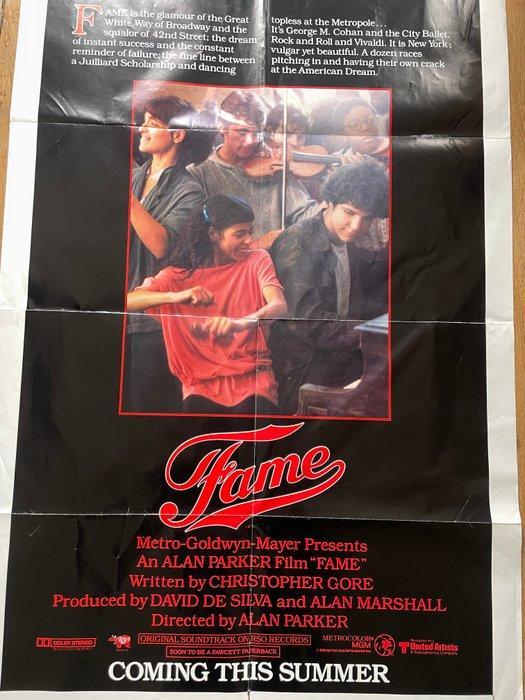 FAME is the glamour of the Great
White Way of Broadway and the
squalor of 42nd Street; the dream
of instant success and the constant
reminder of failure; the fine line between
a Juilliard Scholarship and dancing
topless at the Metropole...
It's George M. Cohan and the City Ballet.
Rock and Roll and Vivaldi. It is New York;
vulgar yet beautiful. A dozen races
pitching in and having their own crack
at the American Dream.
Fame
Metro-Goldwyn-Mayer Presents
An ALAN PARKER Film "FAME"
Written by CHRISTOPHER GORE
Produced by DAVID DE SILVA and ALAN MARSHALL
Directed by ALAN PARKER
DOLBY STEREO
ORIGINAL SOUNDTRACK ON RSO RECORDS
SOON TO BE A FAWCETT PAPERBACK
METROCOLOR
MGM
United Artists
A Transamerica Company
COMING THIS SUMMER